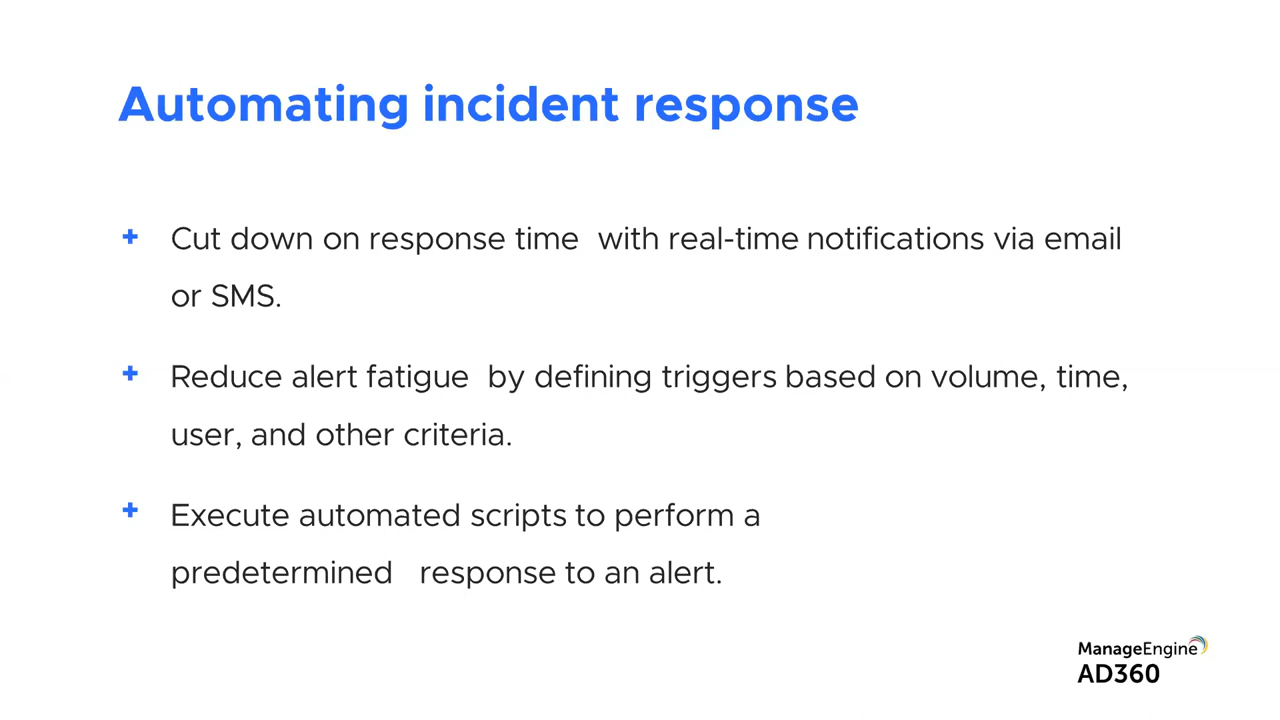 Automating incident response
+ Cut down on response time with real-time notifications via email
or SMS.
+ Reduce alert fatigue by defining triggers based on volume, time,
user, and other criteria.
+ Execute automated scripts to perform a
predetermined response to an alert.
ManageEngine
AD360